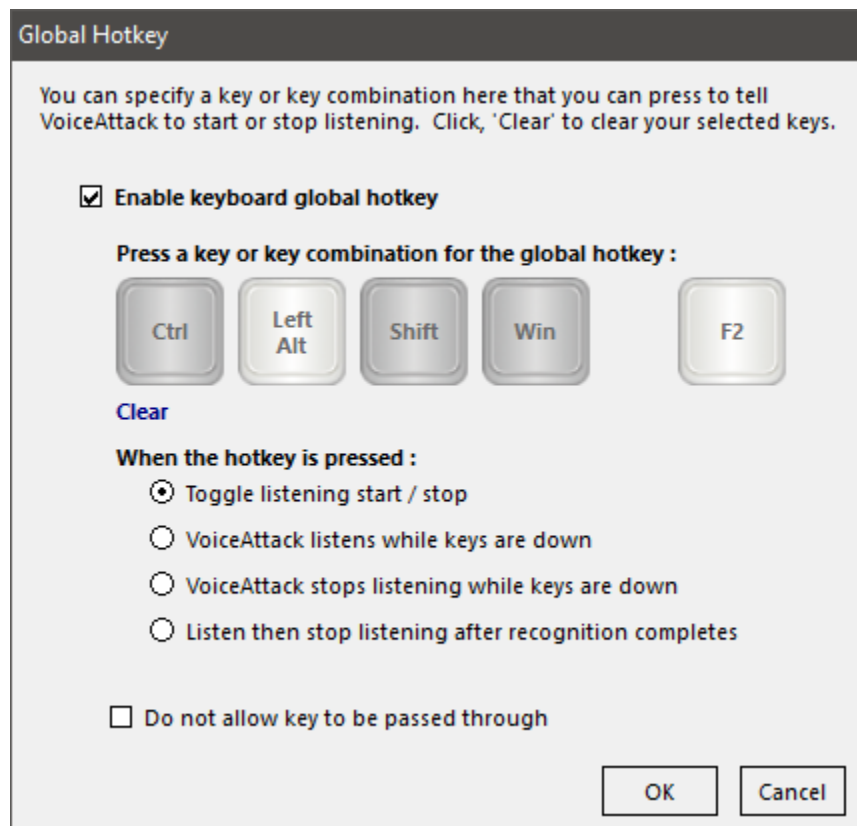 Global Hotkey
You can specify a key or key combination here that you can press to tell
VoiceAttack to start or stop listening.  Click, 'Clear' to clear your selected keys.
Enable keyboard global hotkey
Press a key or key combination for the global hotkey :
Ctrl
Left
Alt
Shift
Win
F2
Clear
When the hotkey is pressed :
Toggle listening start / stop
VoiceAttack listens while keys are down
VoiceAttack stops listening while keys are down
Listen then stop listening after recognition completes
Do not allow key to be passed through
OK
Cancel